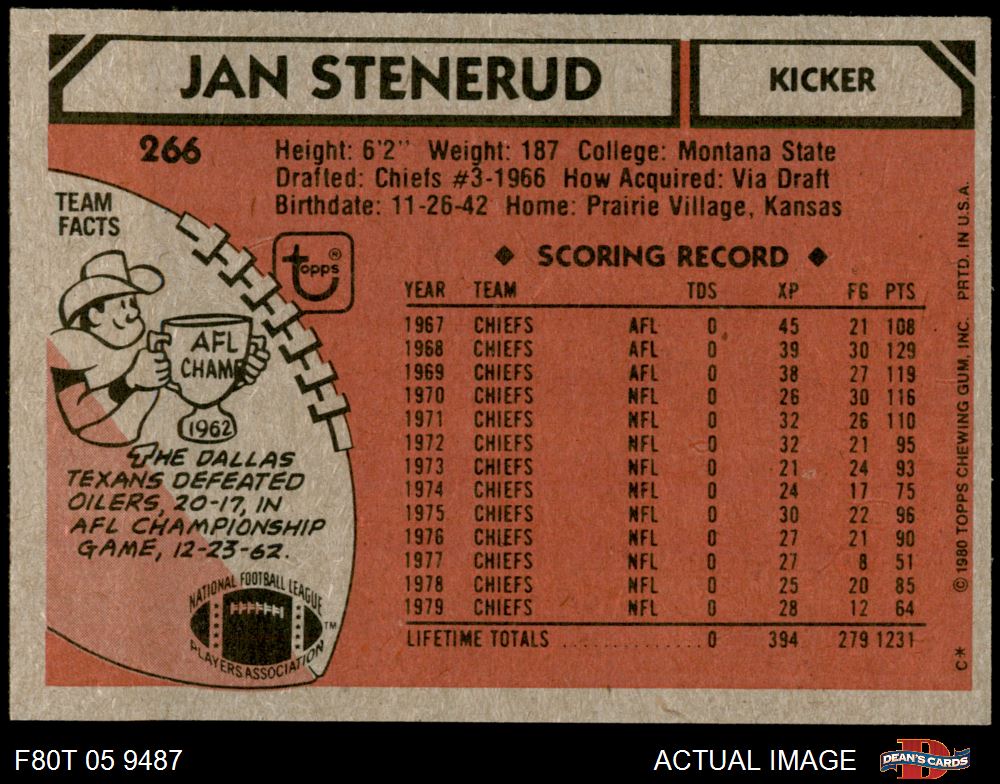 JAN STENERUD
KICKER
266
Height: 6'2" Weight: 187 College: Montana State
Drafted: Chiefs #3-1966 How Acquired: Via Draft
Birthdate: 11-26-42 Home: Prairie Village, Kansas
TEAM
FACTS
topps®
AFL
CHAMP
1962
THE DALLAS
TEXANS DEFEATED
OILERS, 20-17, IN
AFL CHAMPIONSHIP
GAME, 12-23-62.
NATIONAL FOOTBALL LEAGUE
PLAYERS ASSOCIATION
TM
◆ SCORING RECORD ◆
YEAR TEAM TDS XP FG PTS
1967 CHIEFS AFL 0 45 21 108
1968 CHIEFS AFL 0 39 30 129
1969 CHIEFS AFL 0 38 27 119
1970 CHIEFS NFL 0 26 30 116
1971 CHIEFS NFL 0 32 26 110
1972 CHIEFS NFL 0 32 21 95
1973 CHIEFS NFL 0 21 24 93
1974 CHIEFS NFL 0 24 17 75
1975 CHIEFS NFL 0 30 22 96
1976 CHIEFS NFL 0 27 21 90
1977 CHIEFS NFL 0 27 8 51
1978 CHIEFS NFL 0 25 20 85
1979 CHIEFS NFL 0 28 12 64
LIFETIME TOTALS ................ 0 394 279 1231
© 1980 TOPPS CHEWING GUM, INC. PRTD. IN U.S.A.
C*
F80T 05 9487
ACTUAL IMAGE
D
DEAN'S CARDS